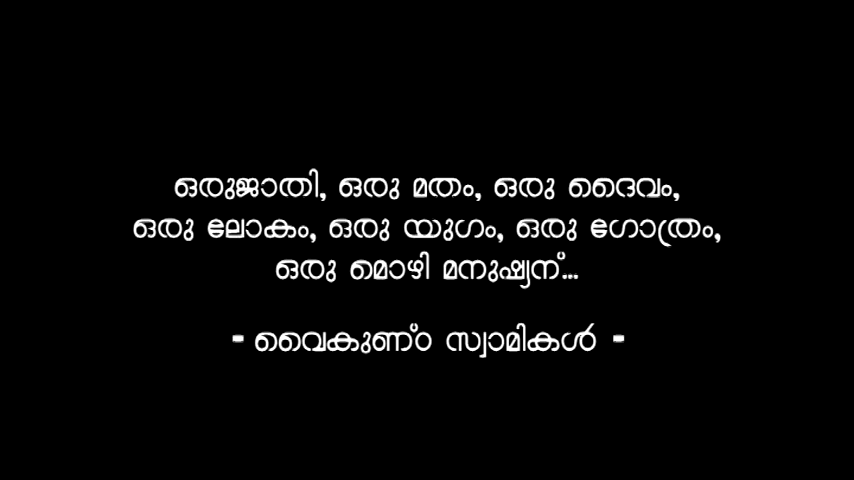 ഒരുജാതി, ഒരു മതം, ഒരു ദൈവം,
ഒരു ലോകം, ഒരു യുഗം, ഒരു ഗോത്രം,
ഒരു മൊഴി മനുഷ്യന്...
- വൈകുണ്ഠ സ്വാമികൾ -